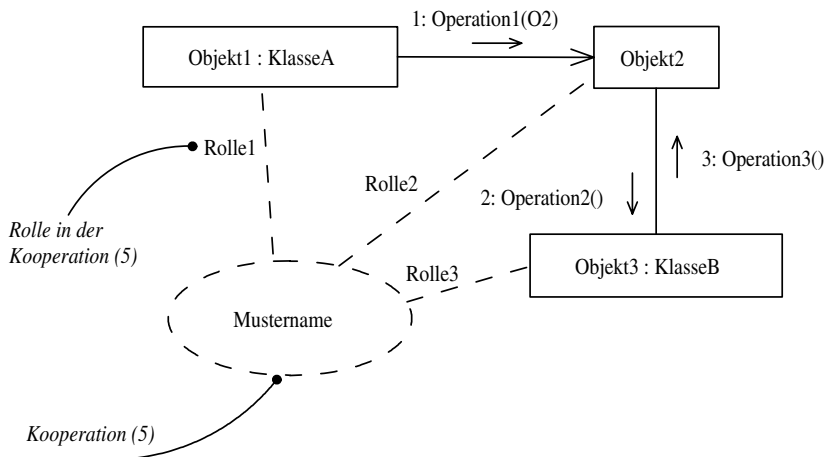 1: Operation1(O2)
Objekt1 : KlasseA
Objekt2
Rolle1
Rolle2
3: Operation3()
2: Operation2()
Rolle in der
Kooperation (5)
Rolle3
Objekt3 : KlasseB
Mustername
Kooperation (5)